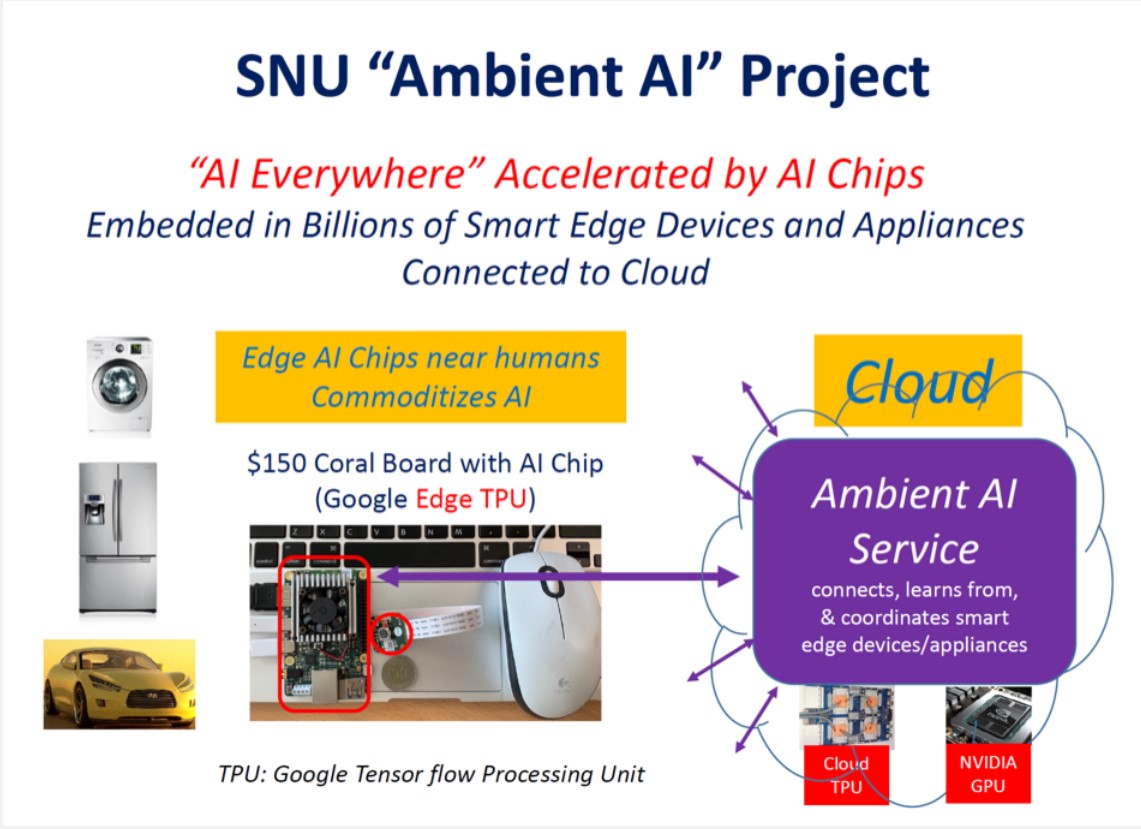 SNU “Ambient AI” Project
“AI Everywhere” Accelerated by AI Chips
Embedded in Billions of Smart Edge Devices and Appliances
Connected to Cloud
Edge AI Chips near humans
Commoditizes AI
$150 Coral Board with AI Chip
(Google Edge TPU)
TPU: Google Tensor flow Processing Unit
Cloud
Ambient AI
Service
connects, learns from,
& coordinates smart
edge devices/appliances
Cloud
TPU
NVIDIA
GPU